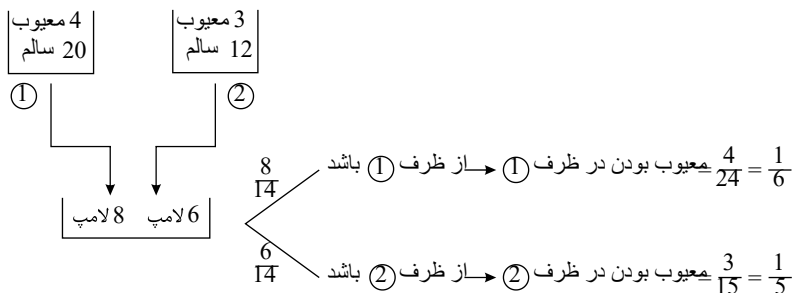 4 معیوب
20 سالم
①
3 معیوب
12 سالم
②
8 لامپ
6 لامپ
8/14 از ظرف ① باشد → معیوب بودن در ظرف ① = 4/24 = 1/6
6/14 از ظرف ② باشد → معیوب بودن در ظرف ② = 3/15 = 1/5